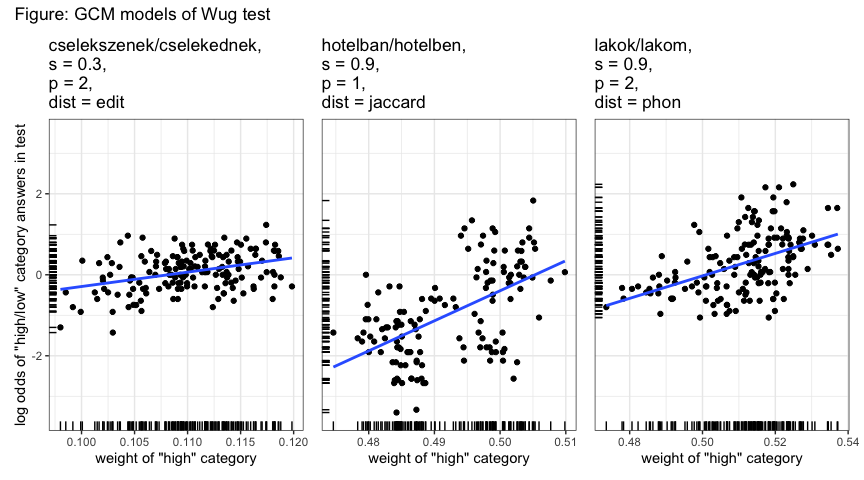 Figure: GCM models of Wug test
cselekszenek/cselekednek,
s = 0.3,
p = 2,
dist = edit
hotelban/hotelben,
s = 0.9,
p = 1,
dist = jaccard
lakok/lakom,
s = 0.9,
p = 2,
dist = phon
log odds of "high/low" category answers in test
2
0
-2
0.100 0.105 0.110 0.115 0.120
0.48 0.49 0.50 0.51
0.48 0.50 0.52 0.54
weight of "high" category
weight of "high" category
weight of "high" category